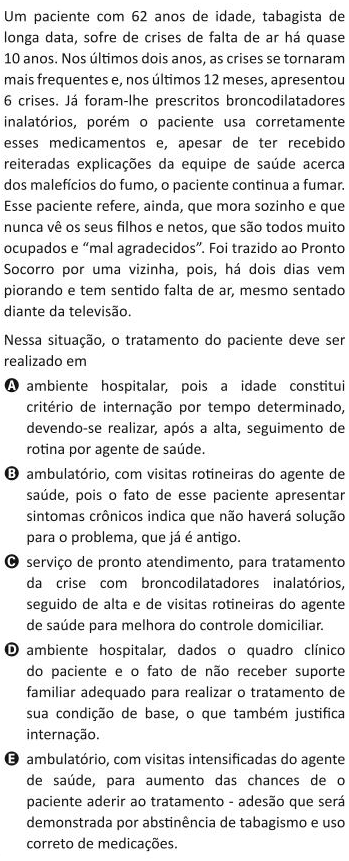 Um paciente com 62 anos de idade, tabagista de
longa data, sofre de crises de falta de ar há quase
10 anos. Nos últimos dois anos, as crises se tornaram
mais frequentes e, nos últimos 12 meses, apresentou
6 crises. Já foram-lhe prescritos broncodilatadores
inalatórios, porém o paciente usa corretamente
esses medicamentos e, apesar de ter recebido
reiteradas explicações da equipe de saúde acerca
dos malefícios do fumo, o paciente continua a fumar.
Esse paciente refere, ainda, que mora sozinho e que
nunca vê os seus filhos e netos, que são todos muito
ocupados e “mal agradecidos”. Foi trazido ao Pronto
Socorro por uma vizinha, pois, há dois dias vem
piorando e tem sentido falta de ar, mesmo sentado
diante da televisão.
Nessa situação, o tratamento do paciente deve ser
realizado em
A ambiente hospitalar, pois a idade constitui
critério de internação por tempo determinado,
devendo-se realizar, após a alta, seguimento de
rotina por agente de saúde.
B ambulatório, com visitas rotineiras do agente de
saúde, pois o fato de esse paciente apresentar
sintomas crônicos indica que não haverá solução
para o problema, que já é antigo.
C serviço de pronto atendimento, para tratamento
da crise com broncodilatadores inalatórios,
seguido de alta e de visitas rotineiras do agente
de saúde para melhora do controle domiciliar.
D ambiente hospitalar, dados o quadro clínico
do paciente e o fato de não receber suporte
familiar adequado para realizar o tratamento de
sua condição de base, o que também justifica
internação.
E ambulatório, com visitas intensificadas do agente
de saúde, para aumento das chances de o
paciente aderir ao tratamento - adesão que será
demonstrada por abstinência de tabagismo e uso
correto de medicações.